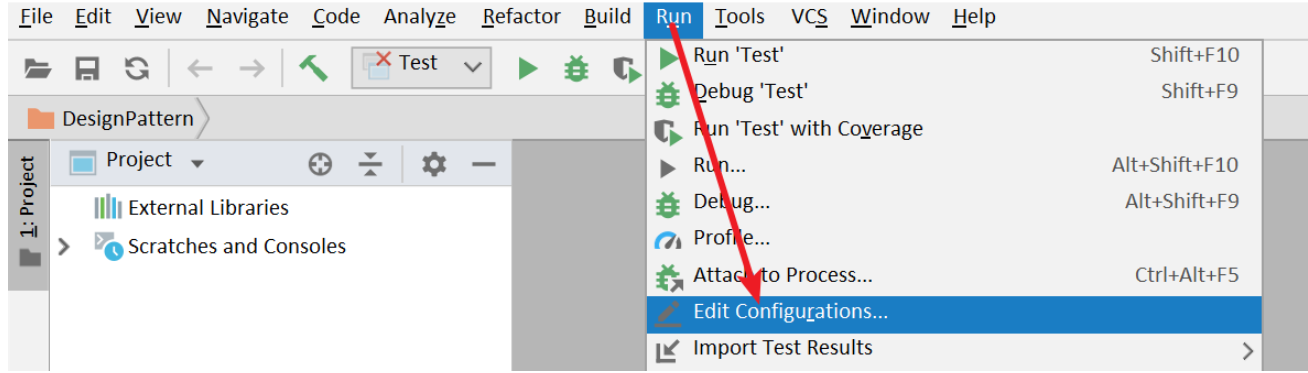 File Edit View Navigate Code Analyze Refactor Build Run Tools VCS Window Help
Test
DesignPattern
1: Project
Project
External Libraries
Scratches and Consoles
Run 'Test' Shift+F10
Debug 'Test' Shift+F9
Run 'Test' with Coverage
Run... Alt+Shift+F10
Debug... Alt+Shift+F9
Profile...
Attach to Process... Ctrl+Alt+F5
Edit Configurations...
Import Test Results